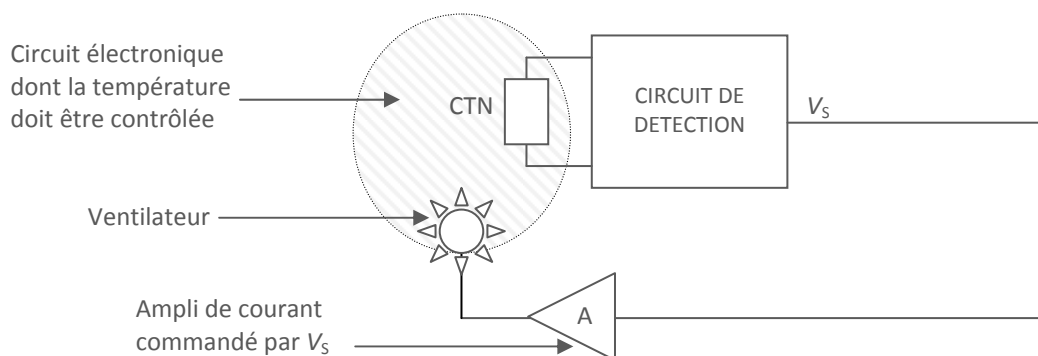 Circuit électronique
dont la température
doit être contrôlée
CTN
CIRCUIT DE
DETECTION
VS
Ventilateur
Ampli de courant
commandé par VS
A